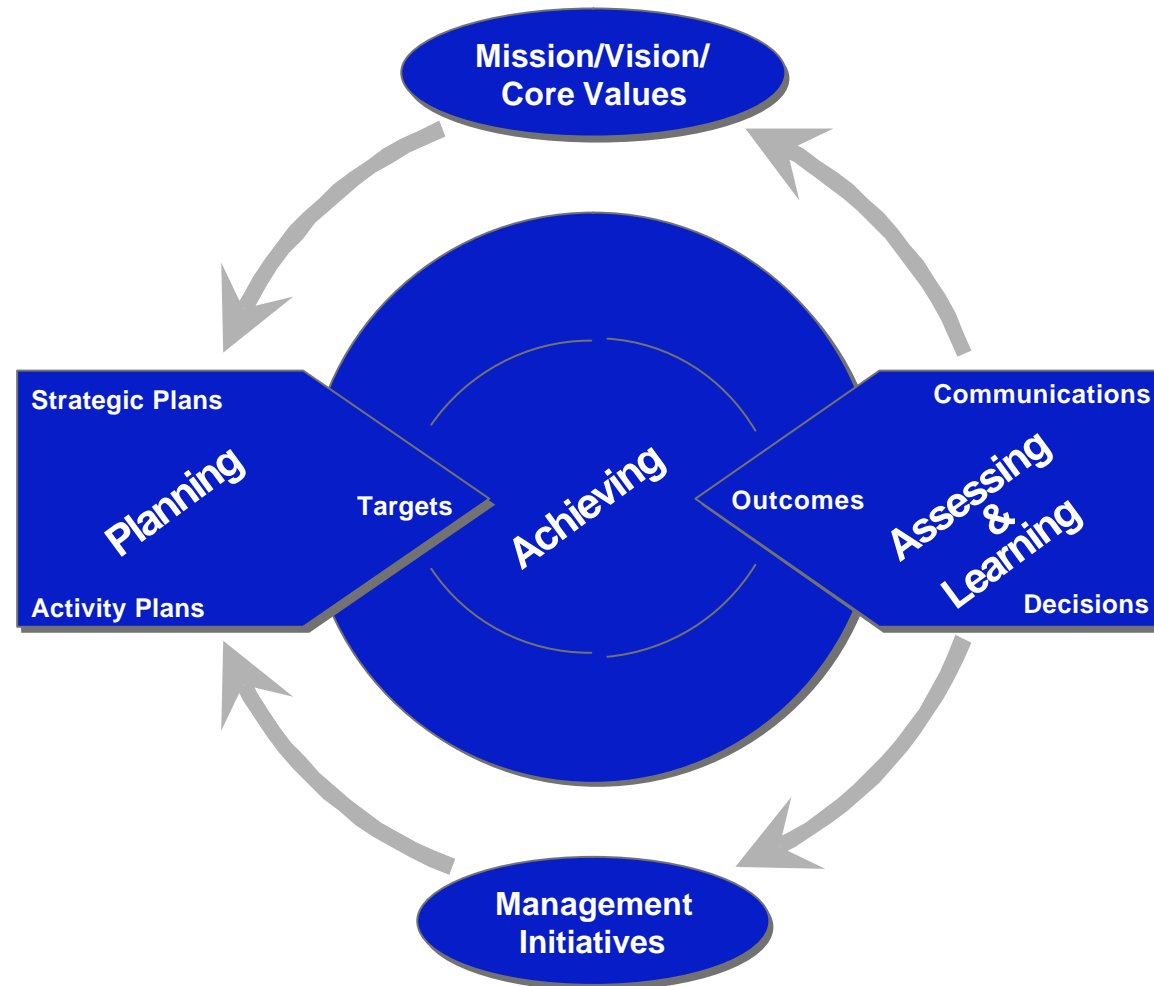 Mission/Vision/
Core Values
Strategic Plans
Planning
Targets
Activity Plans
Achieving
Communications
Outcomes
Assessing
&
Learning
Decisions
Management
Initiatives